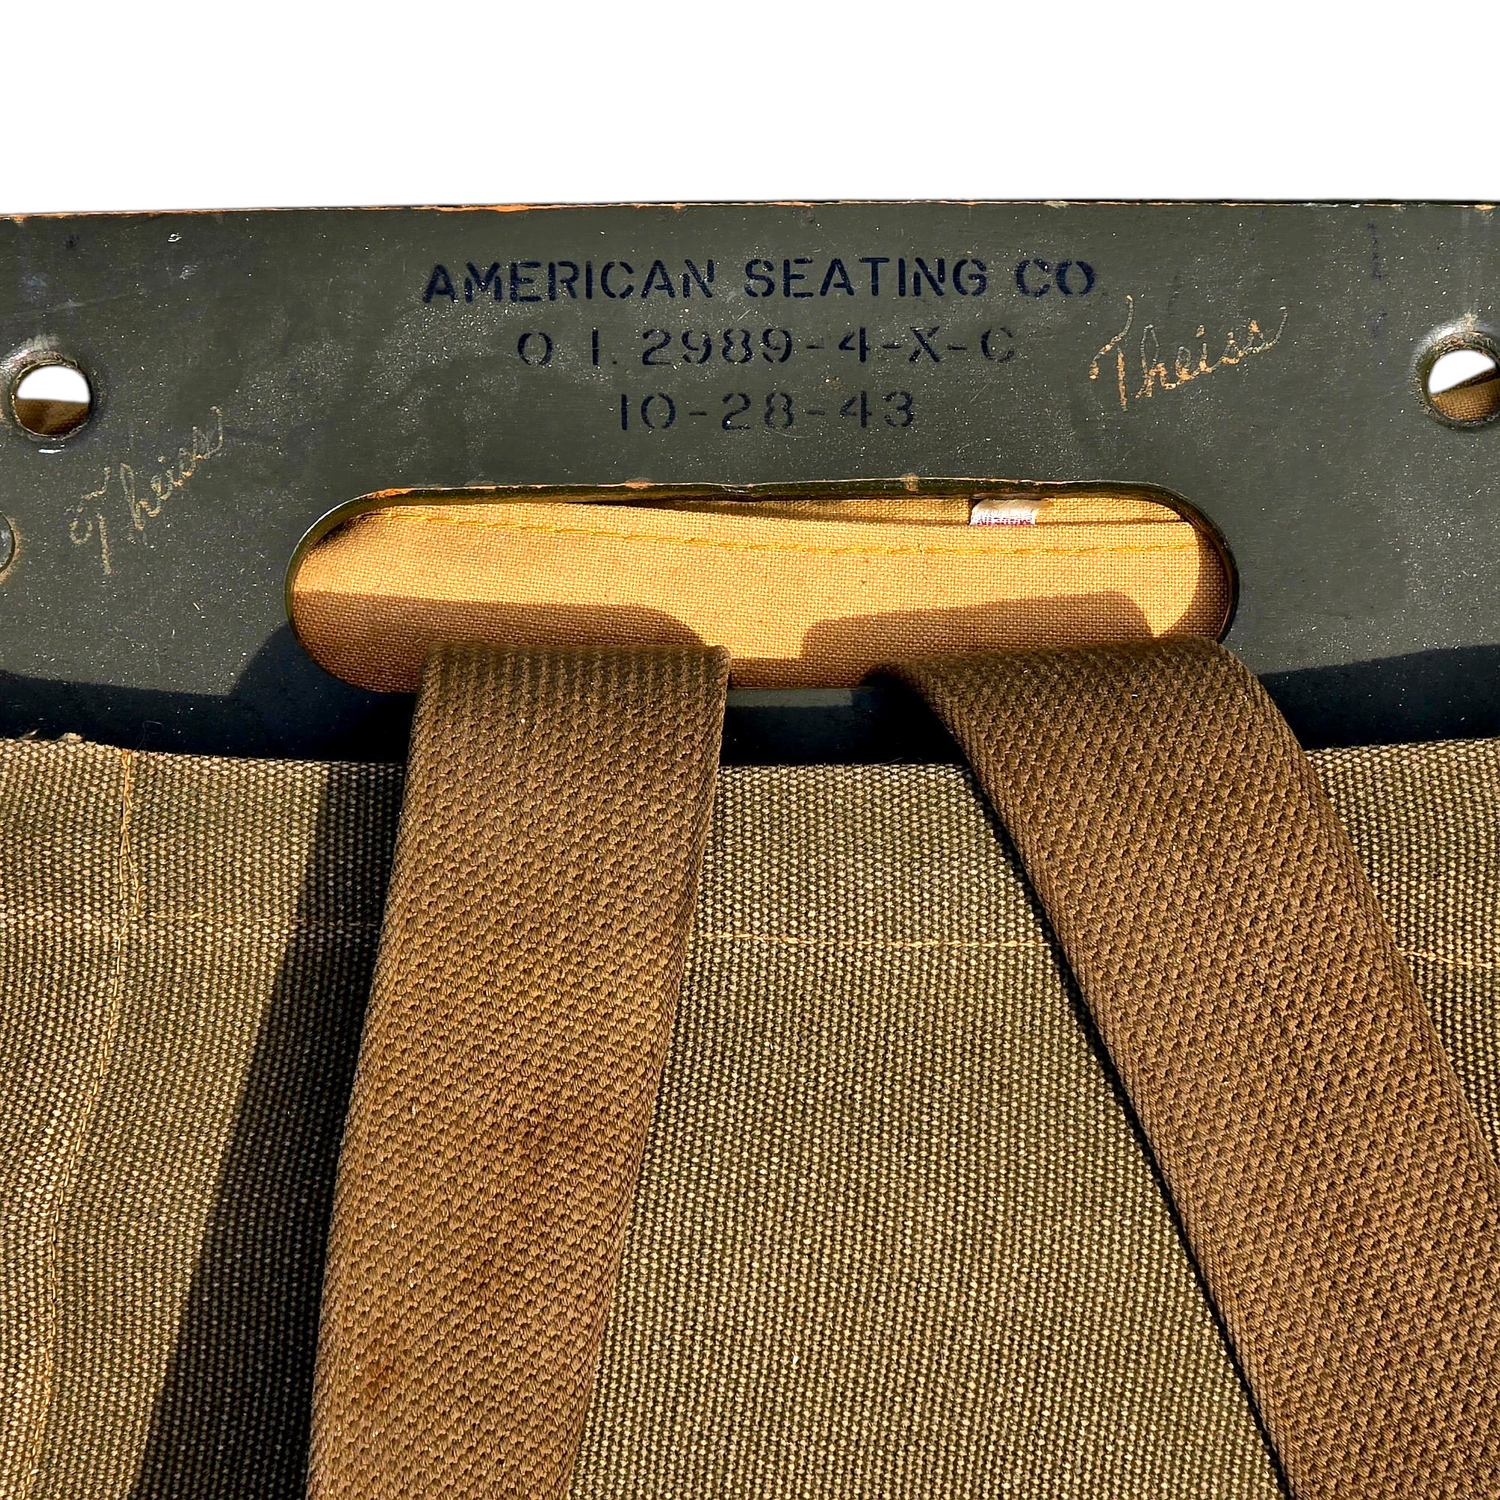 AMERICAN SEATING CO.
O. I. 2989-4-X-C
10-28-43
Theiss
Theiss